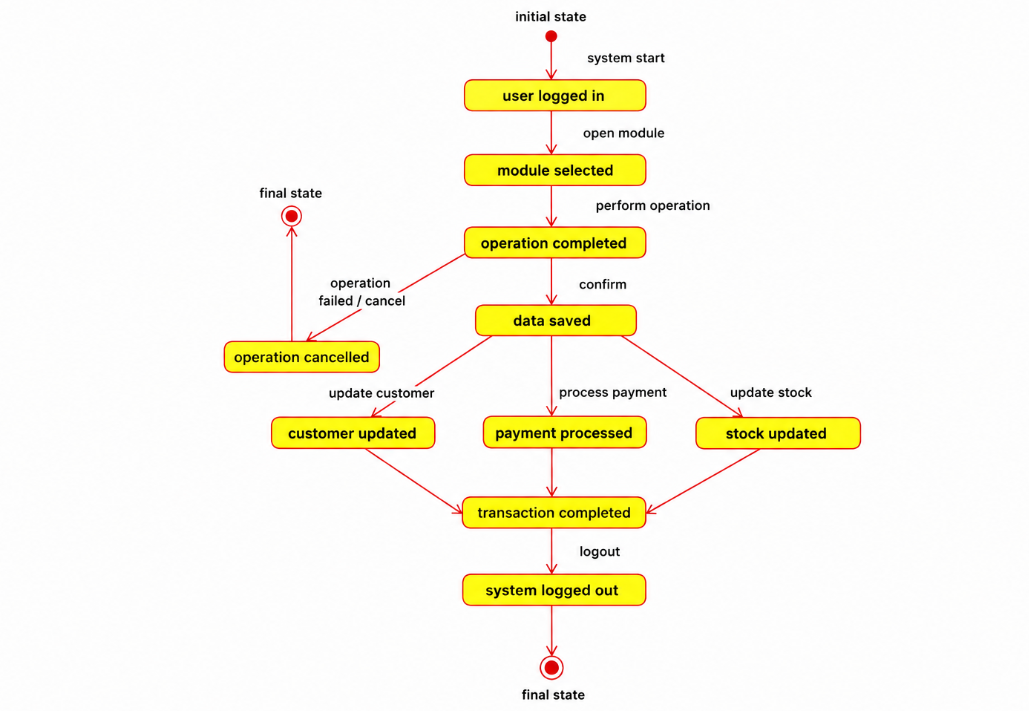 initial state
system start
user logged in
open module
module selected
final state
perform operation
operation completed
operation
failed / cancel
confirm
data saved
operation cancelled
update customer
process payment
update stock
customer updated
payment processed
stock updated
transaction completed
logout
system logged out
final state